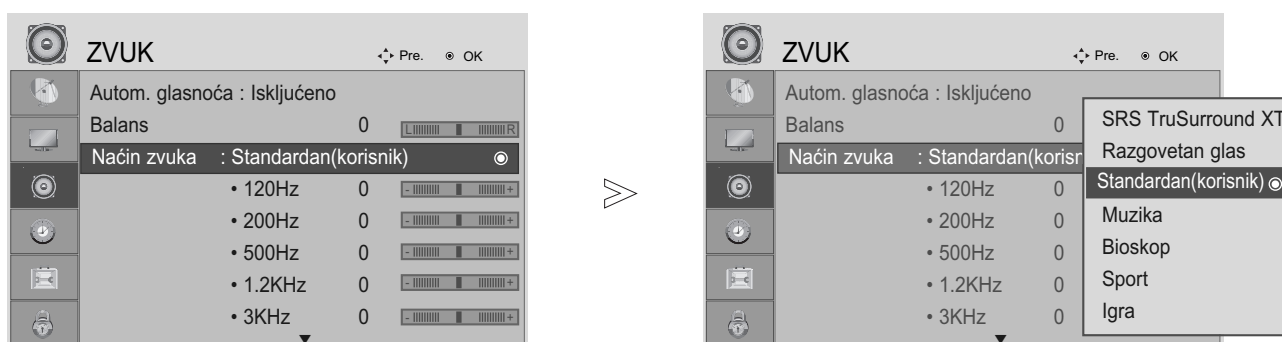 ZVUK Pre. OK
Autom. glasnoća : Isključeno
Balans 0 L R
Naćin zvuka : Standardan(korisnik)
• 120Hz 0 - +
• 200Hz 0 - +
• 500Hz 0 - +
• 1.2KHz 0 - +
• 3KHz 0 - +
ZVUK Pre. OK
Autom. glasnoća : Isključeno
Balans 0
Naćin zvuka : Standardan(korisn
• 120Hz 0
• 200Hz 0
• 500Hz 0
• 1.2KHz 0
• 3KHz 0
SRS TruSurround XT
Razgovetan glas
Standardan(korisnik)
Muzika
Bioskop
Sport
Igra